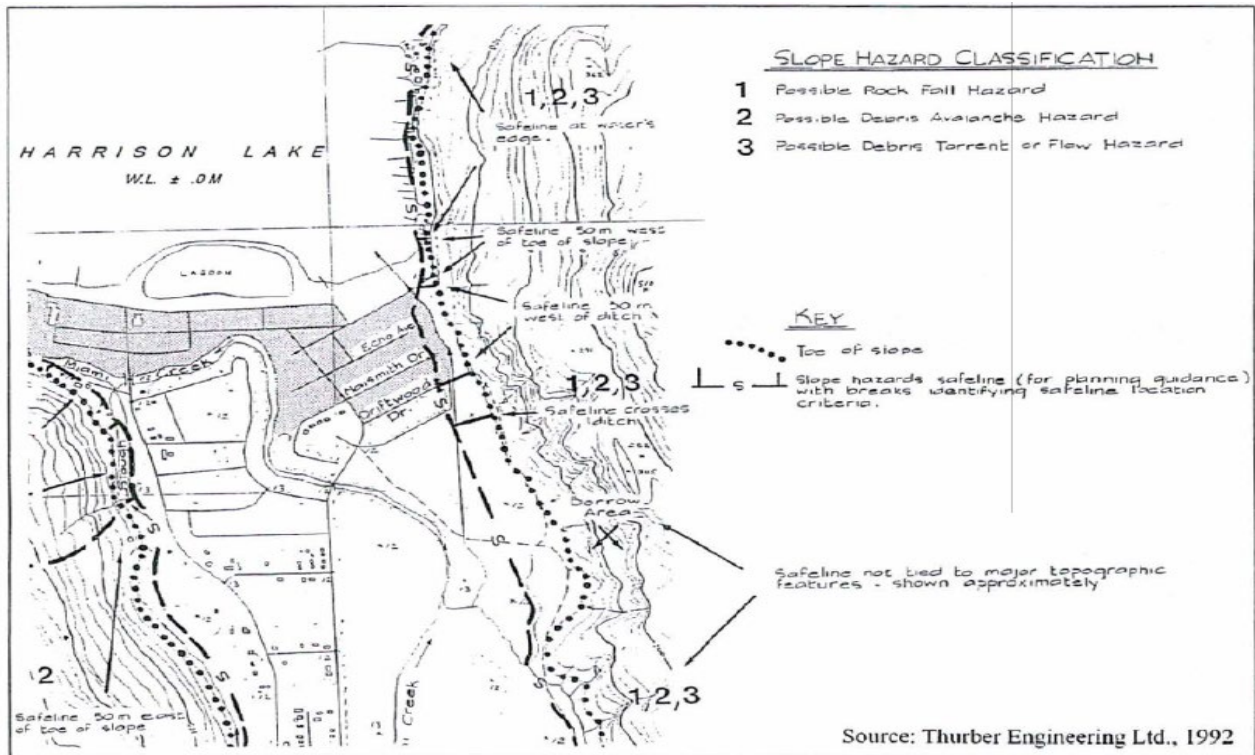 SLOPE HAZARD CLASSIFICATION
1 Possible Rock Fall Hazard
2 Possible Debris Avalanche Hazard
3 Possible Debris Torrent or Flow Hazard
HARRISON LAKE
W.L. ± .0M
1,2,3
Safeline at water's
edge.
S
S
Safeline 50m west
of toe of slope
LAGOON
Safeline 50m
west of ditch
KEY
Toe of slope
S
Slope hazards safeline (for planning guidance)
with breaks identifying safeline location
criteria.
Echo Ave
Naismith Dr.
Driftwood
Dr.
Miami Creek
1,2,3
S
Safeline crosses
ditch
Slough
Borrow
Area
S
S
Safeline not tied to major topographic
features - shown approximately
2
S
S
1,2,3
Creek
Safeline 50m east
of toe of slope
Source: Thurber Engineering Ltd., 1992